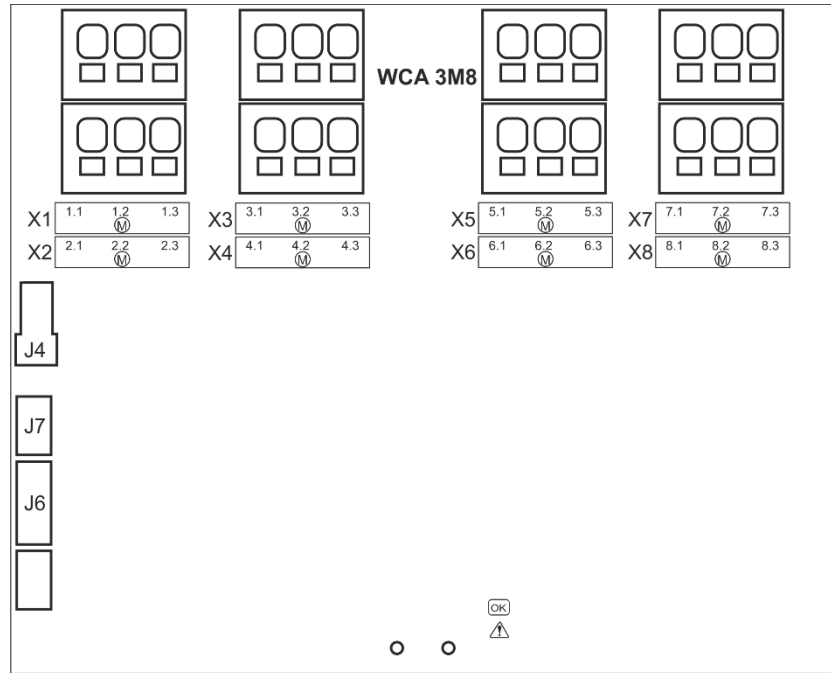 WCA 3M8
X1 1.1 1.2 1.3 X3 3.1 3.2 3.3 X5 5.1 5.2 5.3 X7 7.1 7.2 7.3
M M M M
X2 2.1 2.2 2.3 X4 4.1 4.2 4.3 X6 6.1 6.2 6.3 X8 8.1 8.2 8.3
M M M M
J4
J7
J6
OK